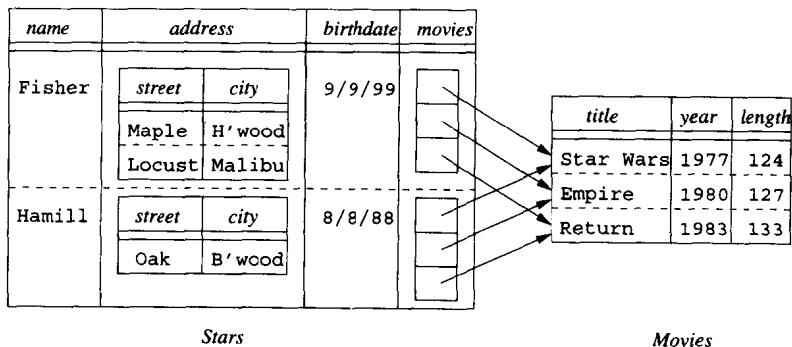 name address birthdate movies
Fisher street city 9/9/99
Maple H'wood
Locust Malibu
Hamill street city 8/8/88
Oak B'wood
title year length
Star Wars 1977 124
Empire 1980 127
Return 1983 133
Stars
Movies